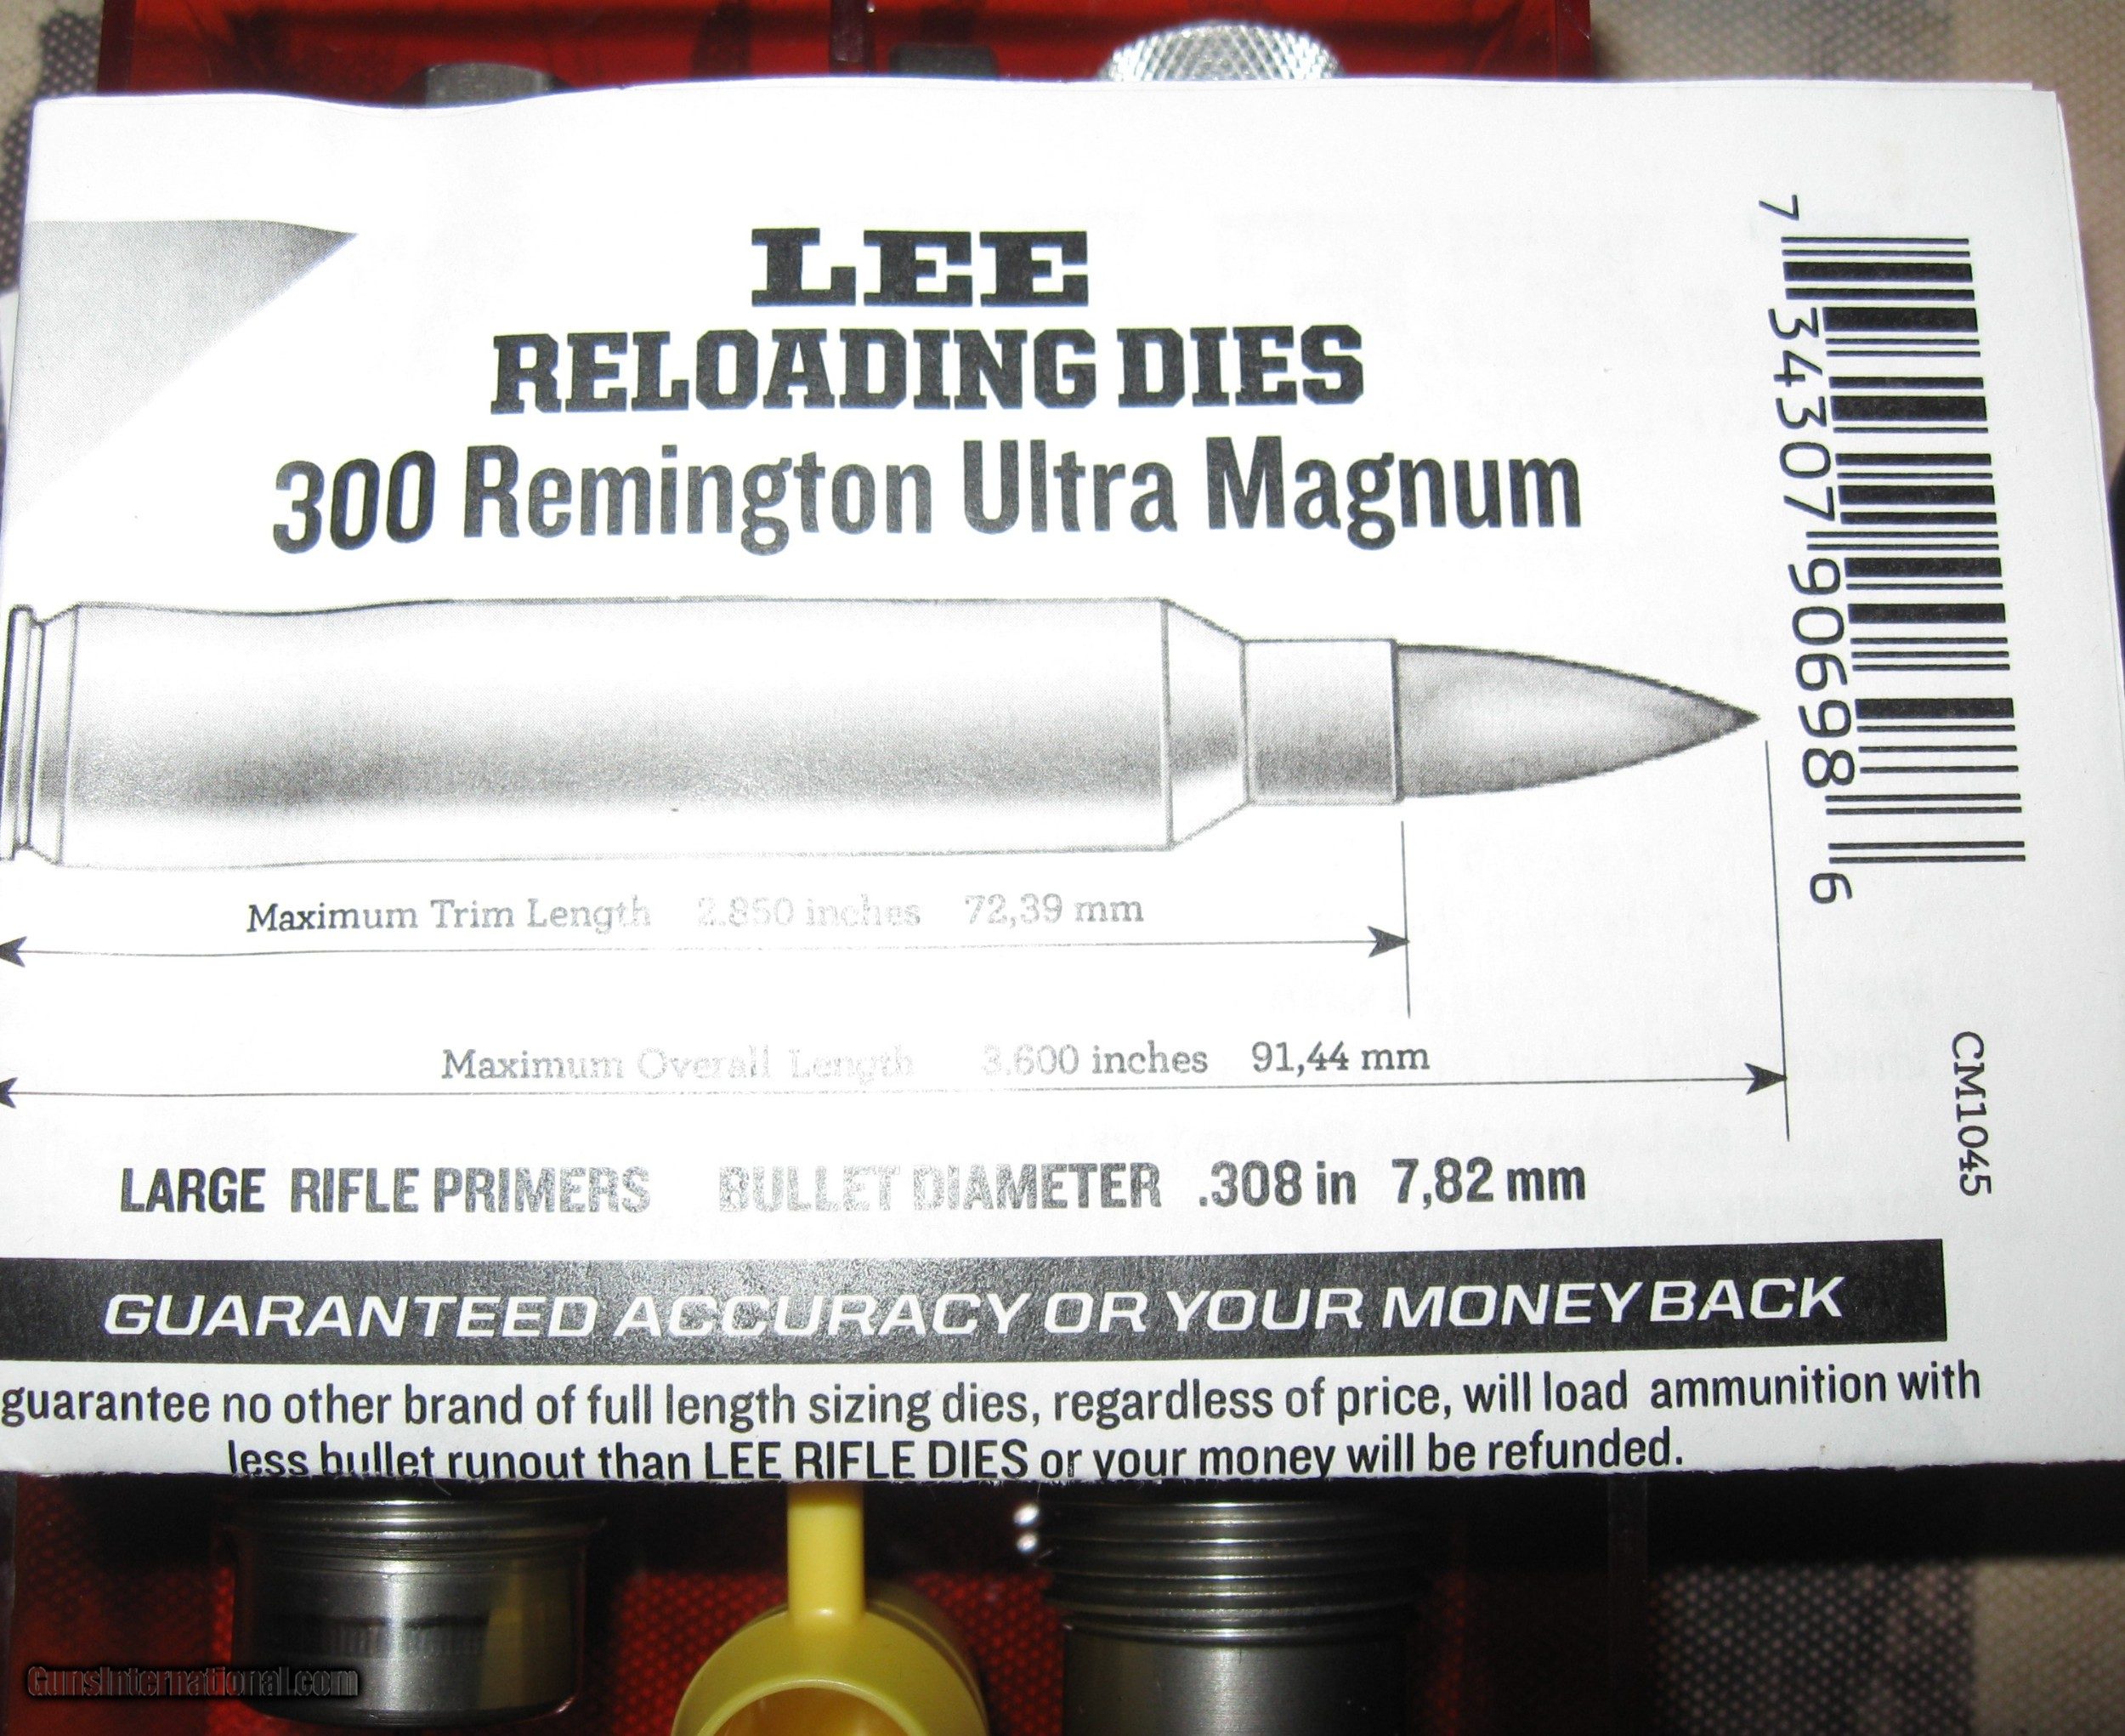 LEE
RELOADING DIES
300 Remington Ultra Magnum
7 34307 90698 6
Maximum Trim Length 2.850 inches 72,39 mm
Maximum Overall Length 3.600 inches 91,44 mm
CM1045
LARGE RIFLE PRIMERS BULLET DIAMETER .308 in 7,82 mm
GUARANTEED ACCURACY OR YOUR MONEY BACK
guarantee no other brand of full length sizing dies, regardless of price, will load ammunition with
less bullet runout than LEE RIFLE DIES or your money will be refunded.
GunsInternational.com